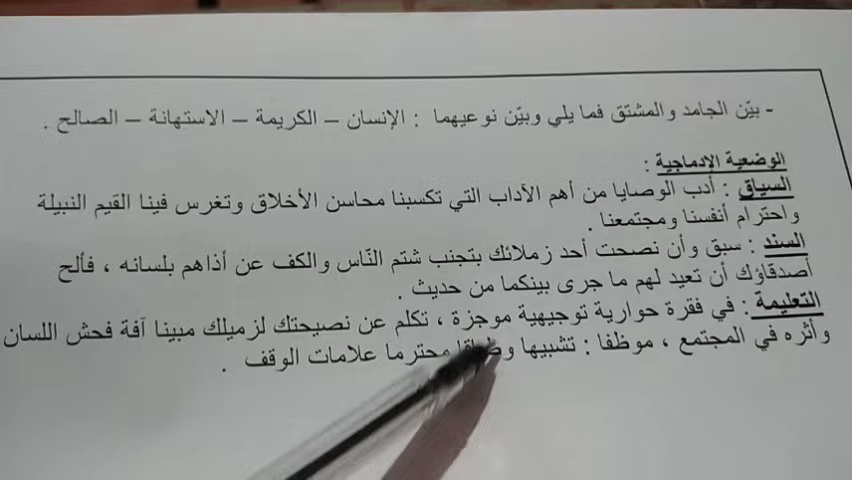 - بيّن الجامد والمشتق فما يلي وبيّن نوعيهما : الإنسان – الكريمة – الاستهانة – الصالح .
الوضعية الإدماجية :
السياق : أدب الوصايا من أهم الآداب التي تكسبنا محاسن الأخلاق وتغرس فينا القيم النبيلة
واحترام أنفسنا ومجتمعنا .
السند : سبق وأن نصحت أحد زملائك بتجنب شتم النّاس والكف عن أذاهم بلسانه ، فألح
أصدقاؤك أن تعيد لهم ما جرى بينكما من حديث .
التعليمة : في فقرة حوارية توجيهية موجزة ، تكلم عن نصيحتك لزميلك مبينا آفة فحش اللسان
وأثره في المجتمع ، موظفا : تشبيها وطباقا محترما علامات الوقف .